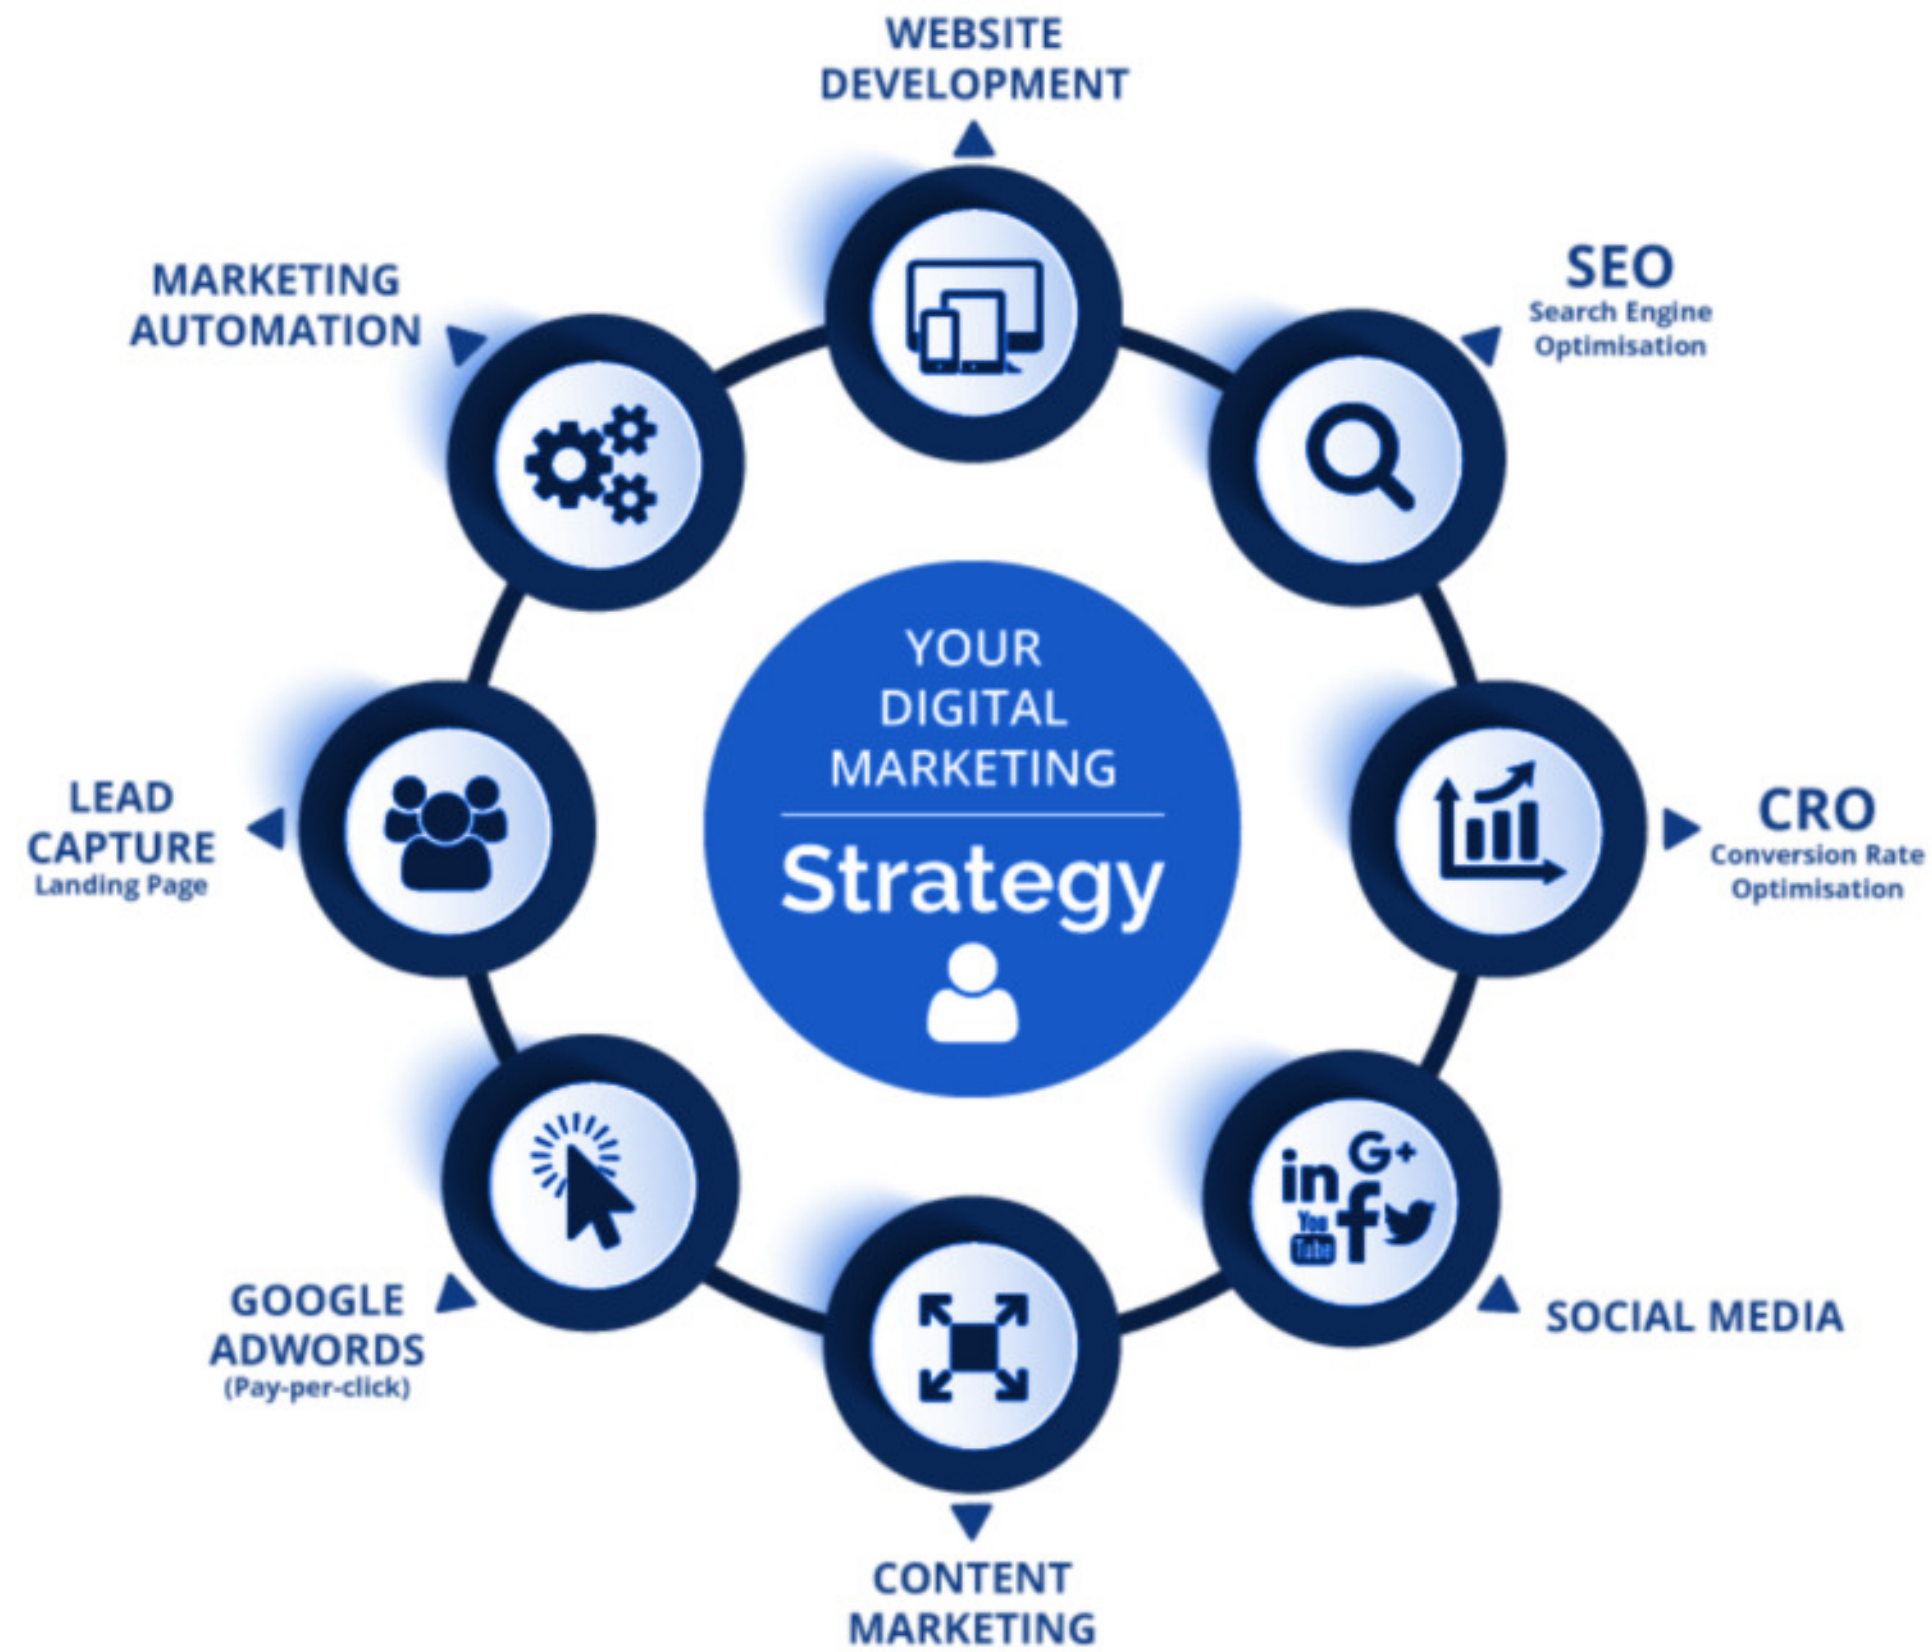 WEBSITE
DEVELOPMENT
SEO
Search Engine
Optimisation
MARKETING
AUTOMATION
YOUR
DIGITAL
MARKETING
Strategy
LEAD
CAPTURE
Landing Page
CRO
Conversion Rate
Optimisation
in
G+
You
Tube
f
SOCIAL MEDIA
GOOGLE
ADWORDS
(Pay-per-click)
CONTENT
MARKETING